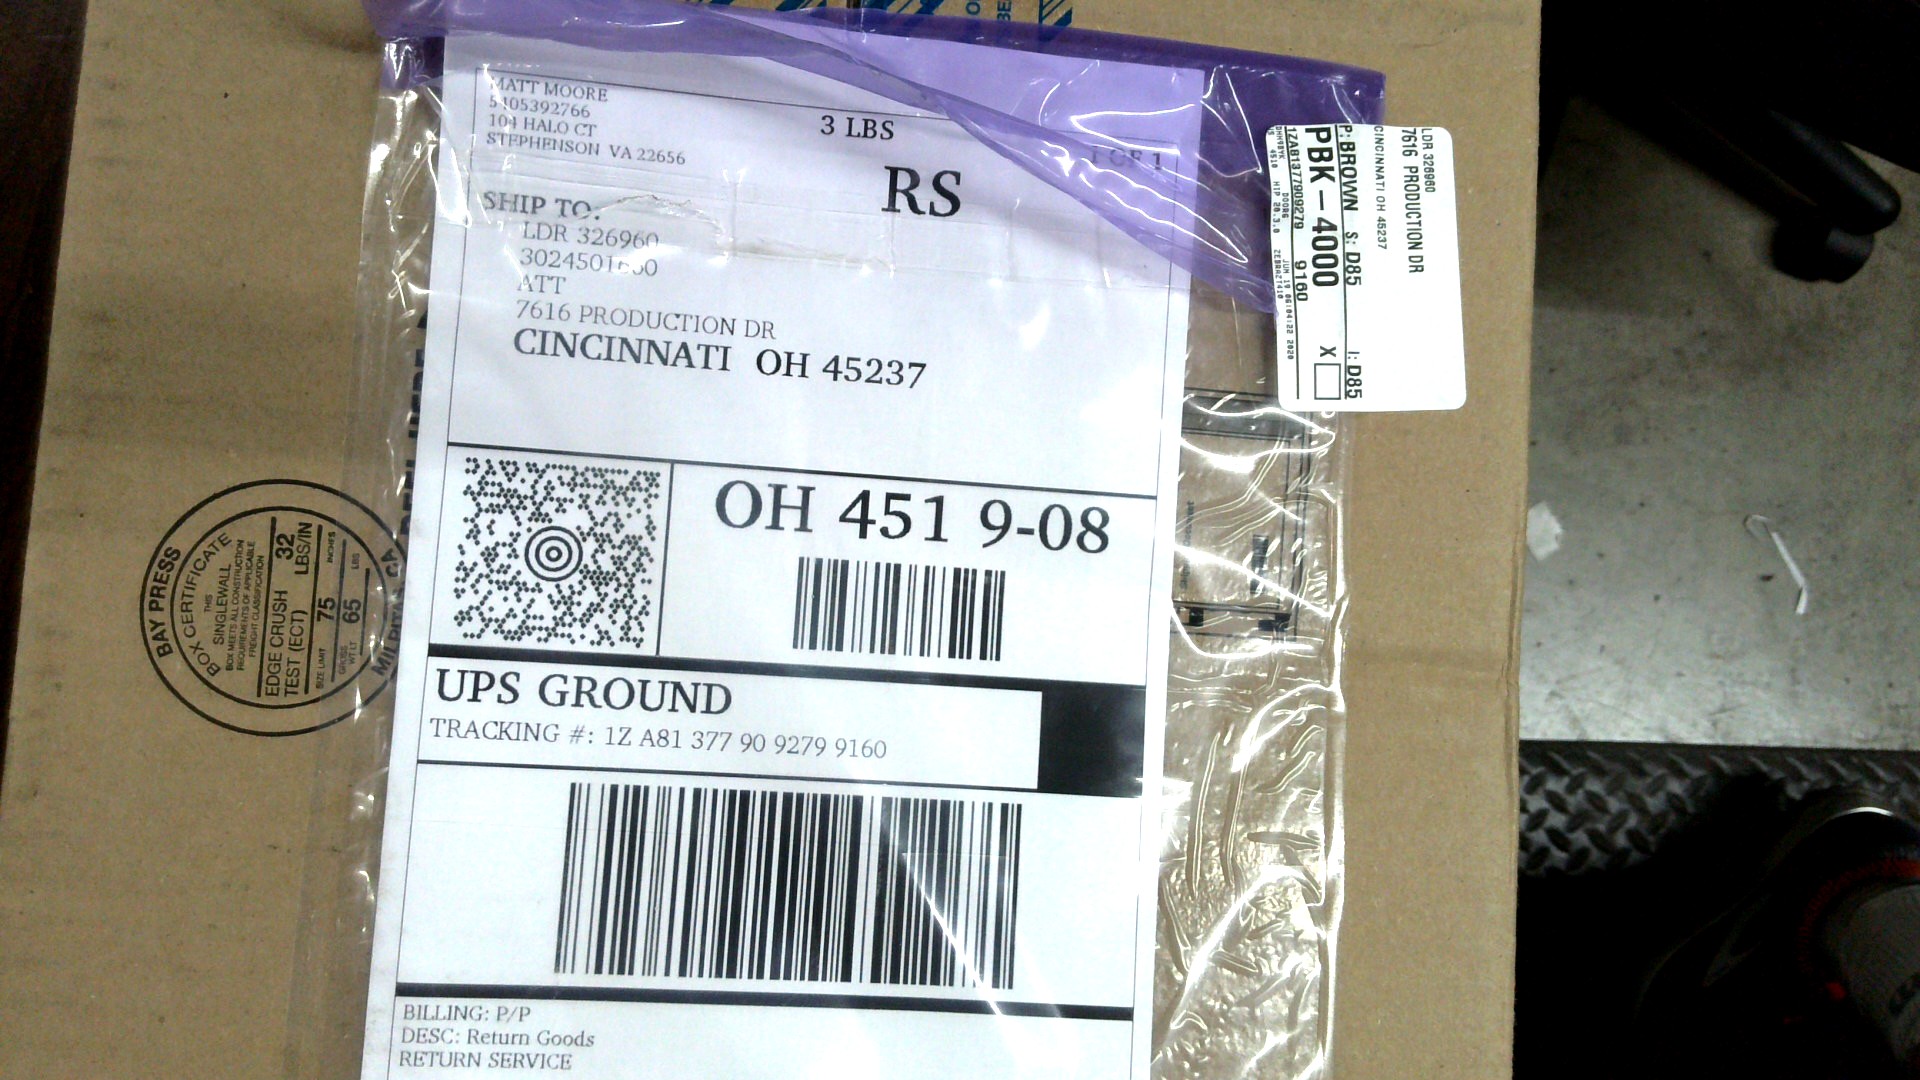 MATT MOORE
5405392766
104 HALO CT
STEPHENSON VA 22656
3 LBS
1 OF 1
RS
SHIP TO:
LDR 326960
ATT
7616 PRODUCTION DR
CINCINNATI OH 45237
OH 451 9-08
UPS GROUND
TRACKING #: 1Z A81 377 90 9279 9160
BILLING: P/P
DESC: Return Goods
RETURN SERVICE
LDR 326960
7616 PRODUCTION DR
CINCINNATI OH 45237
P: BROWN S: D85 I: D85
PBK-4000 X
1ZA81377909279 9160
BAY PRESS
BOX CERTIFICATE
THIS
SINGLEWALL
BOX MEETS ALL CONSTRUCTION
REQUIREMENTS OF APPLICABLE
FREIGHT CLASSIFICATION
EDGE CRUSH
TEST (ECT) 32 LBS/IN
SIZE LIMIT 75 INCHES
GROSS WT LT 65 LBS
MILPITAS, CA